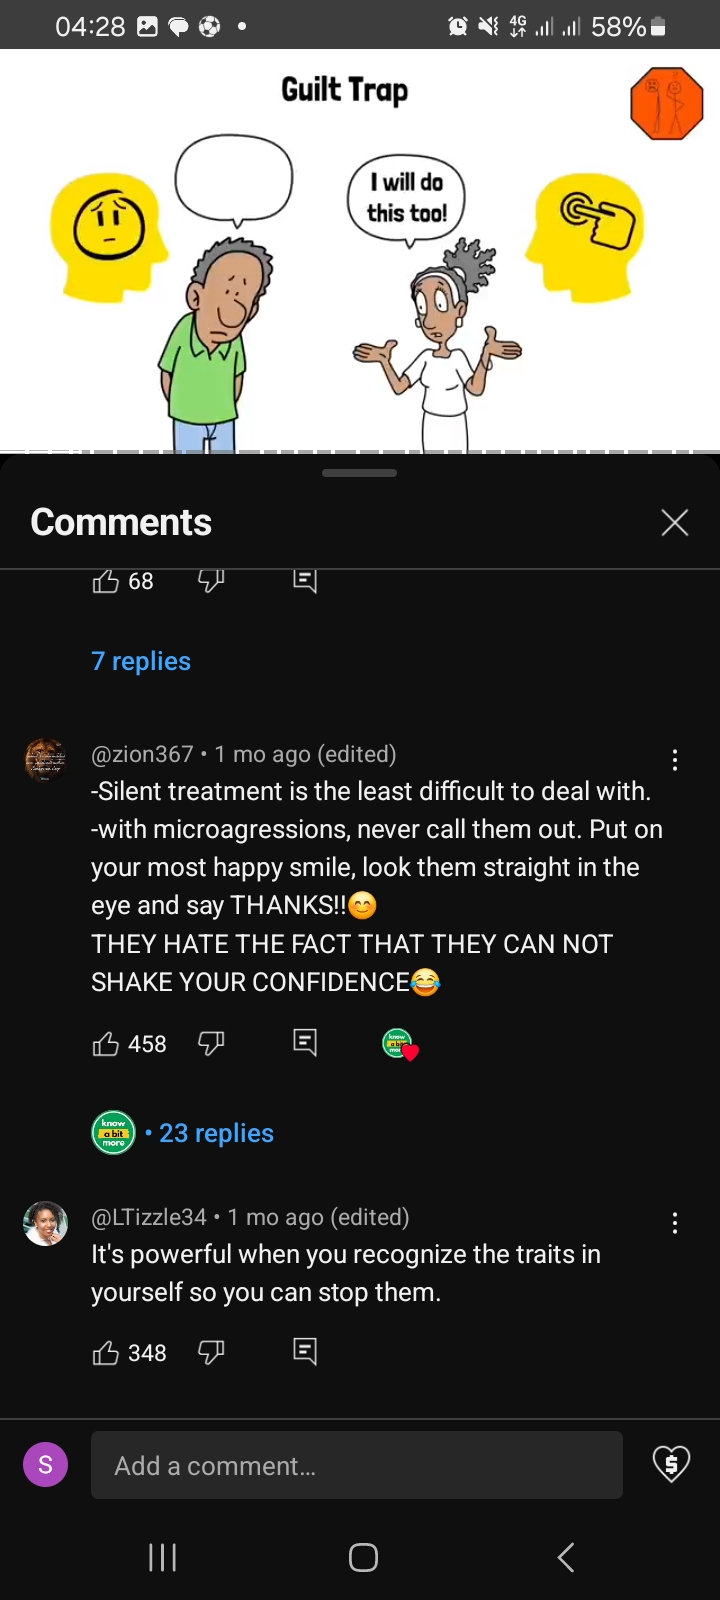 04:28
4G
58%
Guilt Trap
I will do
this too!
Comments
68
7 replies
@zion367 • 1 mo ago (edited)
-Silent treatment is the least difficult to deal with.
-with microagressions, never call them out. Put on
your most happy smile, look them straight in the
eye and say THANKS!!😊
THEY HATE THE FACT THAT THEY CAN NOT
SHAKE YOUR CONFIDENCE😂
458
know
a bit
more
• 23 replies
@LTizzle34 • 1 mo ago (edited)
It's powerful when you recognize the traits in
yourself so you can stop them.
348
S
Add a comment...
$